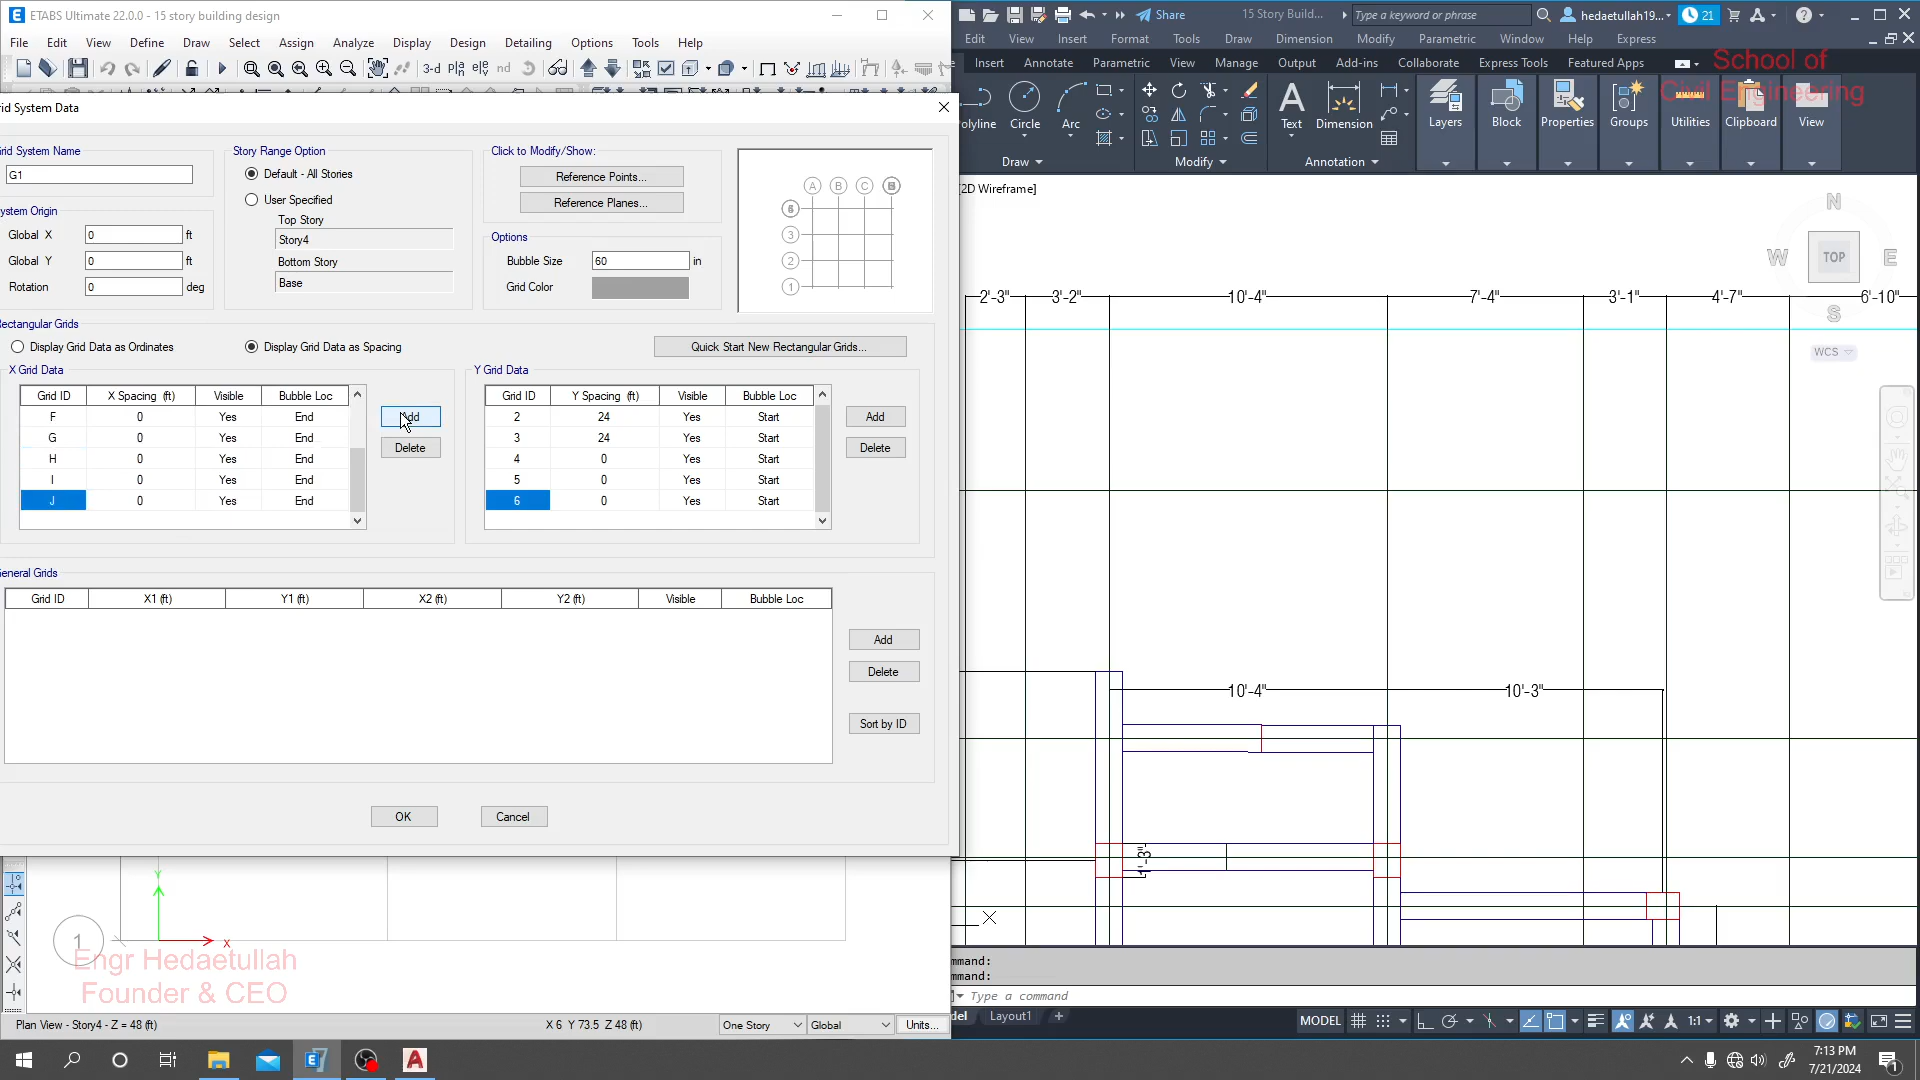 ETABS Ultimate 22.0.0 - 15 story building design
File Edit View Define Draw Select Assign Analyze Display Design Detailing Options Tools Help
3-d
nd
rid System Data
rid System Name
G1
ystem Origin
Global X 0 ft
Global Y 0 ft
Rotation 0 deg
Story Range Option
Default - All Stories
User Specified
Top Story
Story4
Bottom Story
Base
Click to Modify/Show:
Reference Points...
Reference Planes...
Options
Bubble Size 60 in
Grid Color
A B C
3
2
1
Rectangular Grids
Display Grid Data as Ordinates
Display Grid Data as Spacing
Quick Start New Rectangular Grids...
X Grid Data
Grid ID X Spacing (ft) Visible Bubble Loc
F 0 Yes End
G 0 Yes End
H 0 Yes End
I 0 Yes End
J 0 Yes End
Add
Delete
Y Grid Data
Grid ID Y Spacing (ft) Visible Bubble Loc
2 24 Yes Start
3 24 Yes Start
4 0 Yes Start
5 0 Yes Start
6 0 Yes Start
Add
Delete
General Grids
Grid ID X1 (ft) Y1 (ft) X2 (ft) Y2 (ft) Visible Bubble Loc
Add
Delete
Sort by ID
OK
Cancel
Y
X
1
Engr Hedaetullah
Founder & CEO
Plan View - Story4 - Z = 48 (ft)
X 6 Y 73.5 Z 48 (ft)
One Story
Global
Units...
Share
15 Story Build...
Type a keyword or phrase
hedaetullah19...
21
Edit View Insert Format Tools Draw Dimension Modify Parametric Window Help Express
Insert Annotate Parametric View Manage Output Add-ins Collaborate Express Tools Featured Apps
School of
Civil Engineering
olyline Circle Arc
Text Dimension
Layers Block Properties Groups Utilities Clipboard View
Draw Modify Annotation
2D Wireframe]
N
W TOP E
S
WCS
2'-3" 3'-2" 10'-4" 7'-4" 3'-1" 4'-7" 6'-10"
10'-4" 10'-3"
1'-3"
mmand:
mmand:
Type a command
del Layout1 +
MODEL
1:1
7:13 PM
7/21/2024
1